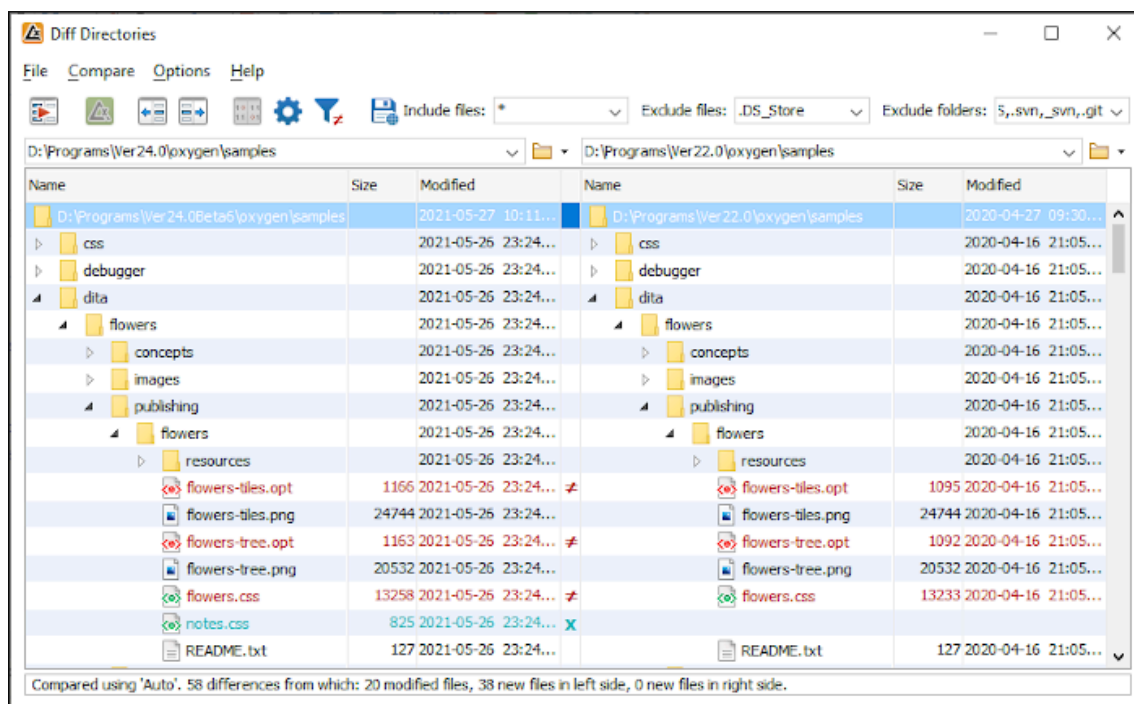 Diff Directories
File Compare Options Help
Include files: * Exclude files: .DS_Store Exclude folders: S,.svn,_svn,.git
D:\Programs\Ver24.0\oxygen\samples D:\Programs\Ver22.0\oxygen\samples
Name Size Modified Name Size Modified
D:\Programs\Ver24.0Beta6\oxygen\samples 2021-05-27 10:11... D:\Programs\Ver22.0\oxygen\samples 2020-04-27 09:30...
css 2021-05-26 23:24... css 2020-04-16 21:05...
debugger 2021-05-26 23:24... debugger 2020-04-16 21:05...
dita 2021-05-26 23:24... dita 2020-04-16 21:05...
flowers 2021-05-26 23:24... flowers 2020-04-16 21:05...
concepts 2021-05-26 23:24... concepts 2020-04-16 21:05...
images 2021-05-26 23:24... images 2020-04-16 21:05...
publishing 2021-05-26 23:24... publishing 2020-04-16 21:05...
flowers 2021-05-26 23:24... flowers 2020-04-16 21:05...
resources 2021-05-26 23:24... resources 2020-04-16 21:05...
flowers-tiles.opt 1166 2021-05-26 23:24... ≠ flowers-tiles.opt 1095 2020-04-16 21:05...
flowers-tiles.png 24744 2021-05-26 23:24... flowers-tiles.png 24744 2020-04-16 21:05...
flowers-tree.opt 1163 2021-05-26 23:24... ≠ flowers-tree.opt 1092 2020-04-16 21:05...
flowers-tree.png 20532 2021-05-26 23:24... flowers-tree.png 20532 2020-04-16 21:05...
flowers.css 13258 2021-05-26 23:24... ≠ flowers.css 13233 2020-04-16 21:05...
notes.css 825 2021-05-26 23:24... x
README.txt 127 2021-05-26 23:24... README.txt 127 2020-04-16 21:05...
Compared using 'Auto'. 58 differences from which: 20 modified files, 38 new files in left side, 0 new files in right side.